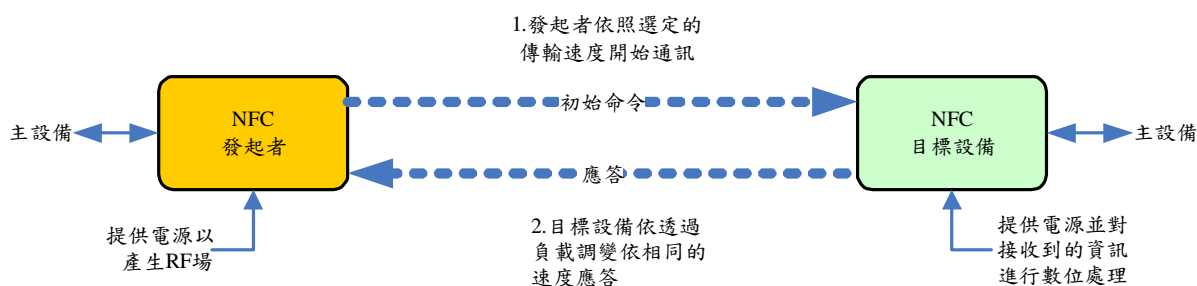 1.發起者依照選定的
傳輸速度開始通訊
NFC
發起者
初始命令
NFC
目標設備
主設備
主設備
應答
提供電源以
產生RF場
2.目標設備依透過
負載調變依相同的
速度應答
提供電源並對
接收到的資訊
進行數位處理